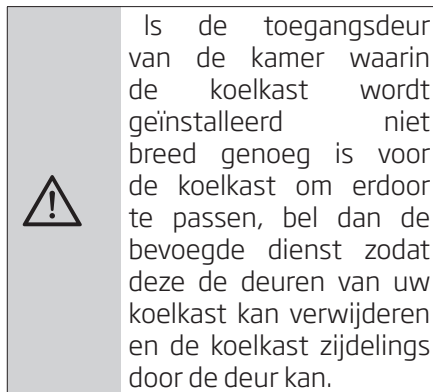 ls de toegangsdeur
van de kamer waarin
de koelkast wordt
geïnstalleerd niet
breed genoeg is voor
de koelkast om erdoor
te passen, bel dan de
bevoegde dienst zodat
deze de deuren van uw
koelkast kan verwijderen
en de koelkast zijdelings
door de deur kan.